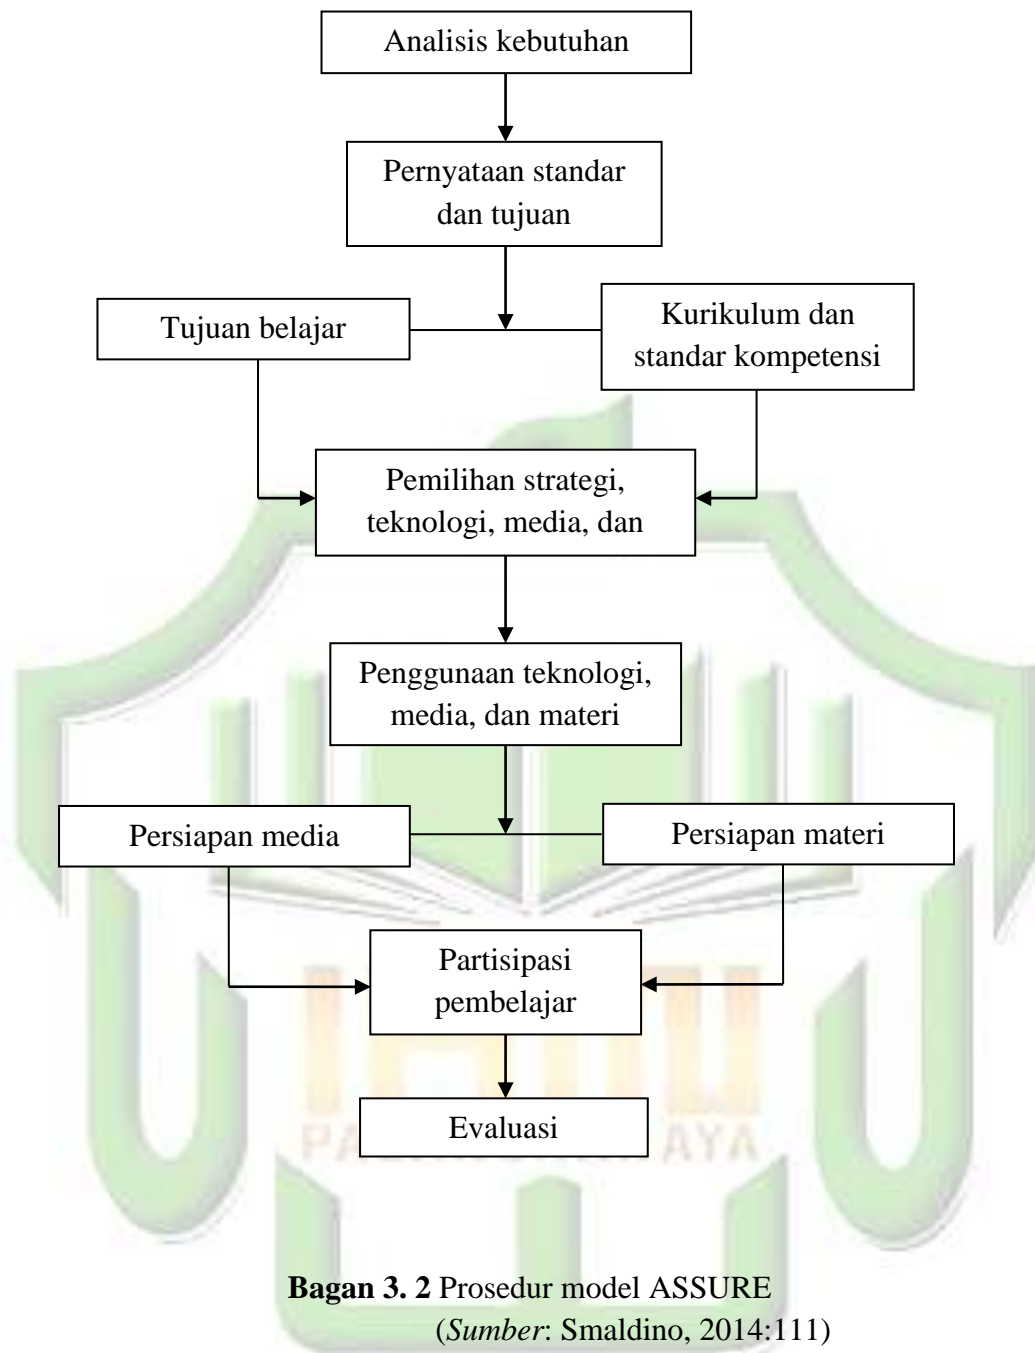 Analisis kebutuhan
Pernyataan standar
dan tujuan
Tujuan belajar
Kurikulum dan
standar kompetensi
Pemilihan strategi,
teknologi, media, dan
Penggunaan teknologi,
media, dan materi
Persiapan media
Persiapan materi
Partisipasi
pembelajar
Evaluasi
Bagan 3. 2 Prosedur model ASSURE
(Sumber: Smaldino, 2014:111)